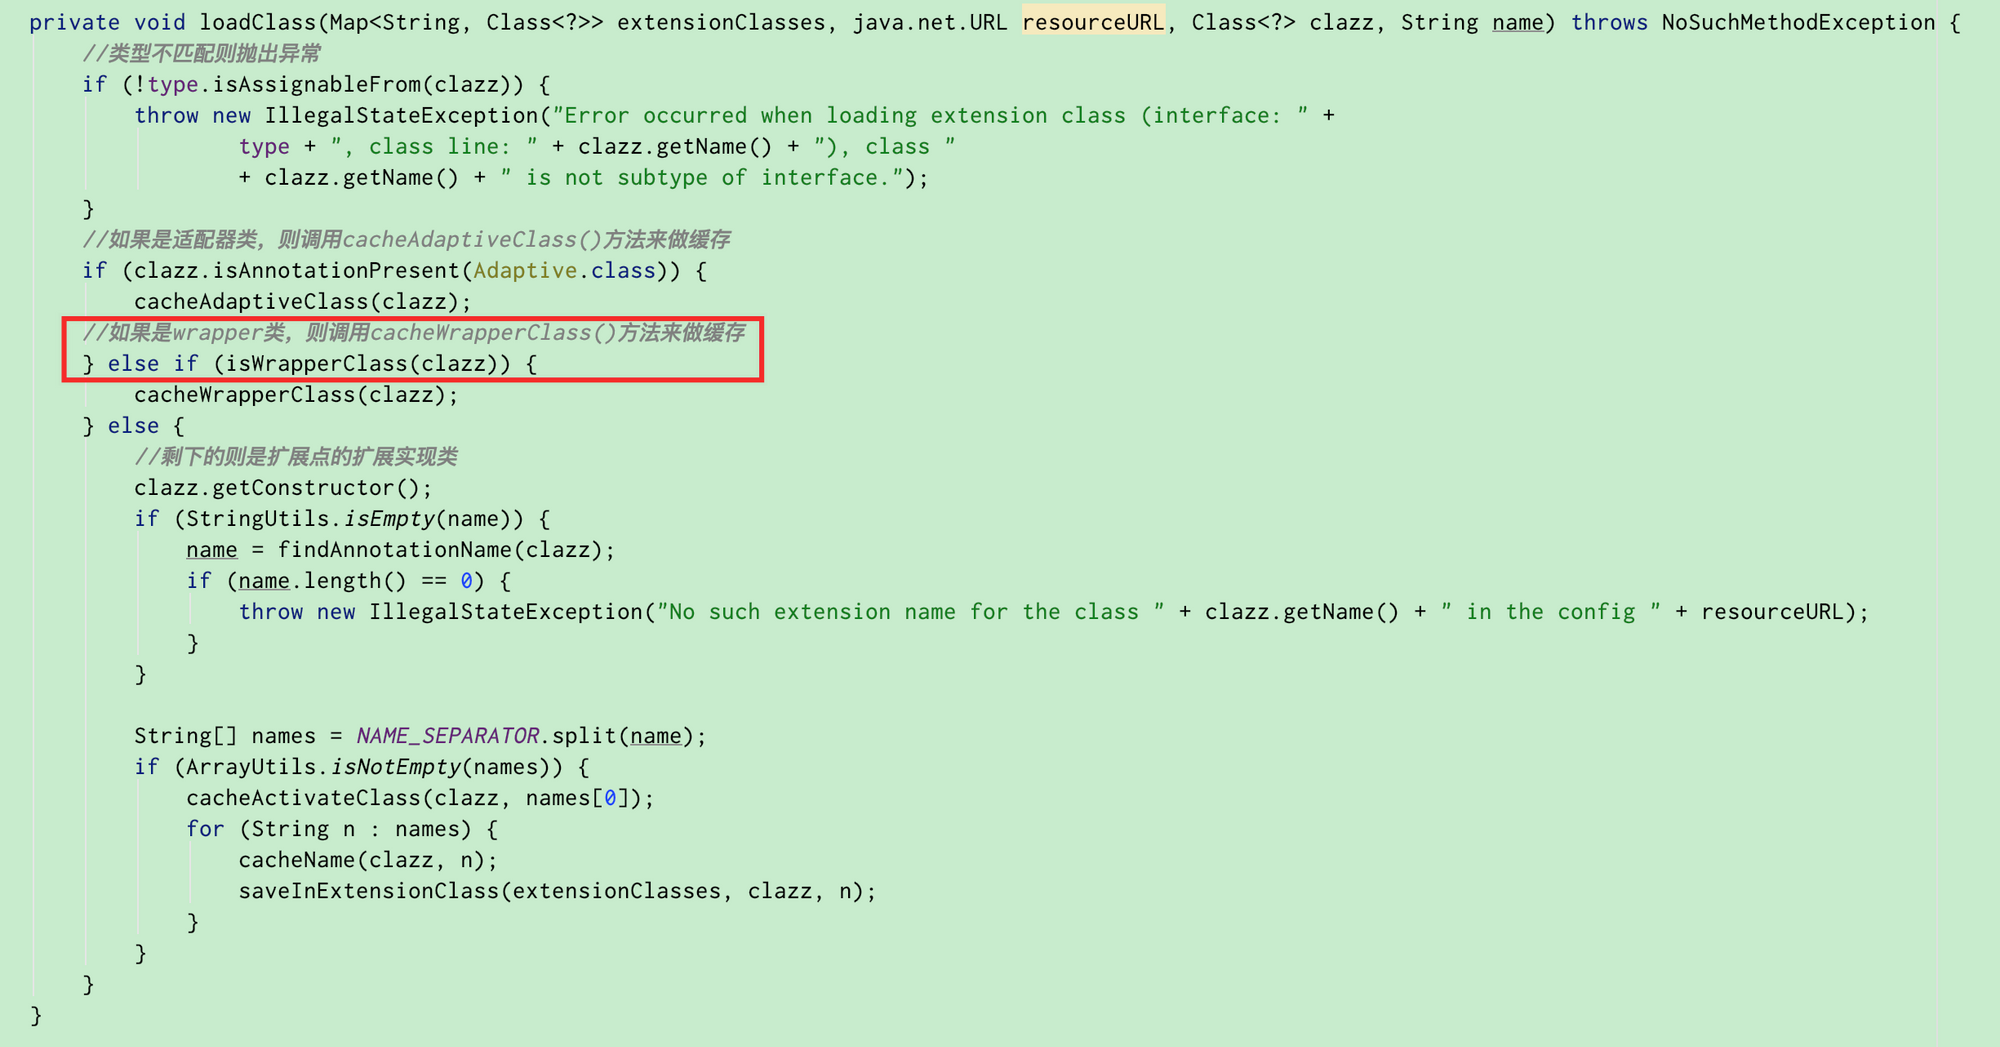 private void loadClass(Map<String, Class<?>> extensionClasses, java.net.URL resourceURL, Class<?> clazz, String name) throws NoSuchMethodException {
    //类型不匹配则抛出异常
    if (!type.isAssignableFrom(clazz)) {
        throw new IllegalStateException("Error occurred when loading extension class (interface: " +
                type + ", class line: " + clazz.getName() + "), class "
                + clazz.getName() + " is not subtype of interface.");
    }
    //如果是适配器类，则调用cacheAdaptiveClass()方法来做缓存
    if (clazz.isAnnotationPresent(Adaptive.class)) {
        cacheAdaptiveClass(clazz);
    //如果是wrapper类，则调用cacheWrapperClass()方法来做缓存
    } else if (isWrapperClass(clazz)) {
        cacheWrapperClass(clazz);
    } else {
        //剩下的则是扩展点的扩展实现类
        clazz.getConstructor();
        if (StringUtils.isEmpty(name)) {
            name = findAnnotationName(clazz);
            if (name.length() == 0) {
                throw new IllegalStateException("No such extension name for the class " + clazz.getName() + " in the config " + resourceURL);
            }
        }

        String[] names = NAME_SEPARATOR.split(name);
        if (ArrayUtils.isNotEmpty(names)) {
            cacheActivateClass(clazz, names[0]);
            for (String n : names) {
                cacheName(clazz, n);
                saveInExtensionClass(extensionClasses, clazz, n);
            }
        }
    }
}